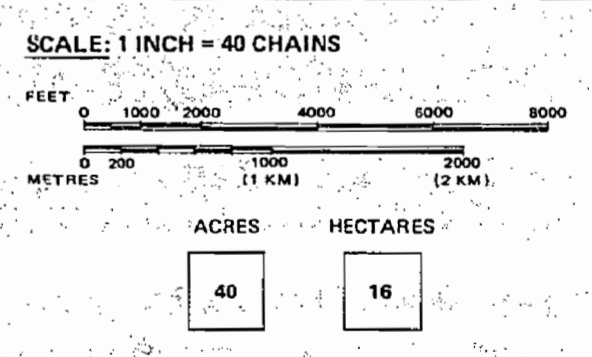 SCALE: 1 INCH = 40 CHAINS
FEET
0 1000 2000 4000 6000 8000
0 200 1000 2000
METRES (1 KM) (2 KM)
ACRES HECTARES
40 16